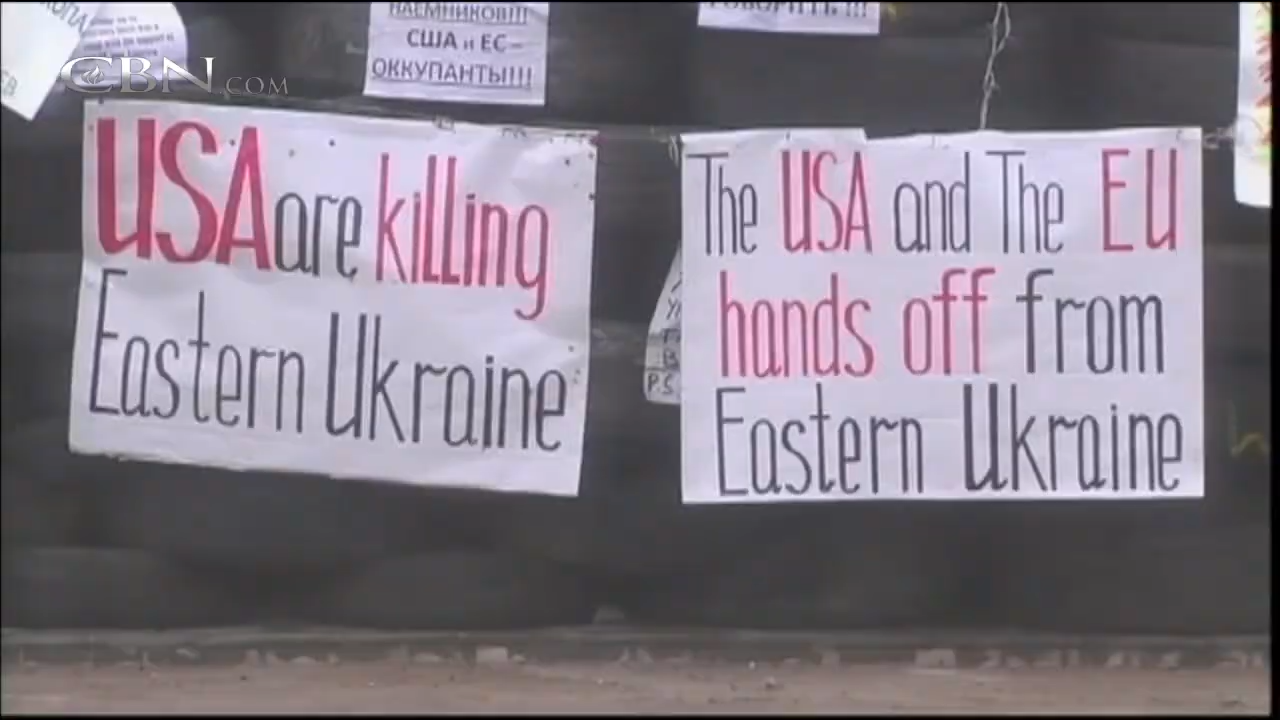 НАЕМНИКОВ!!!
США и ЕС –
ОККУПАНТЫ!!!
ГОВОРИТЬ !!!
CBN.COM
USA are killing
Eastern Ukraine
The USA and The EU
hands off from
Eastern Ukraine
P.S